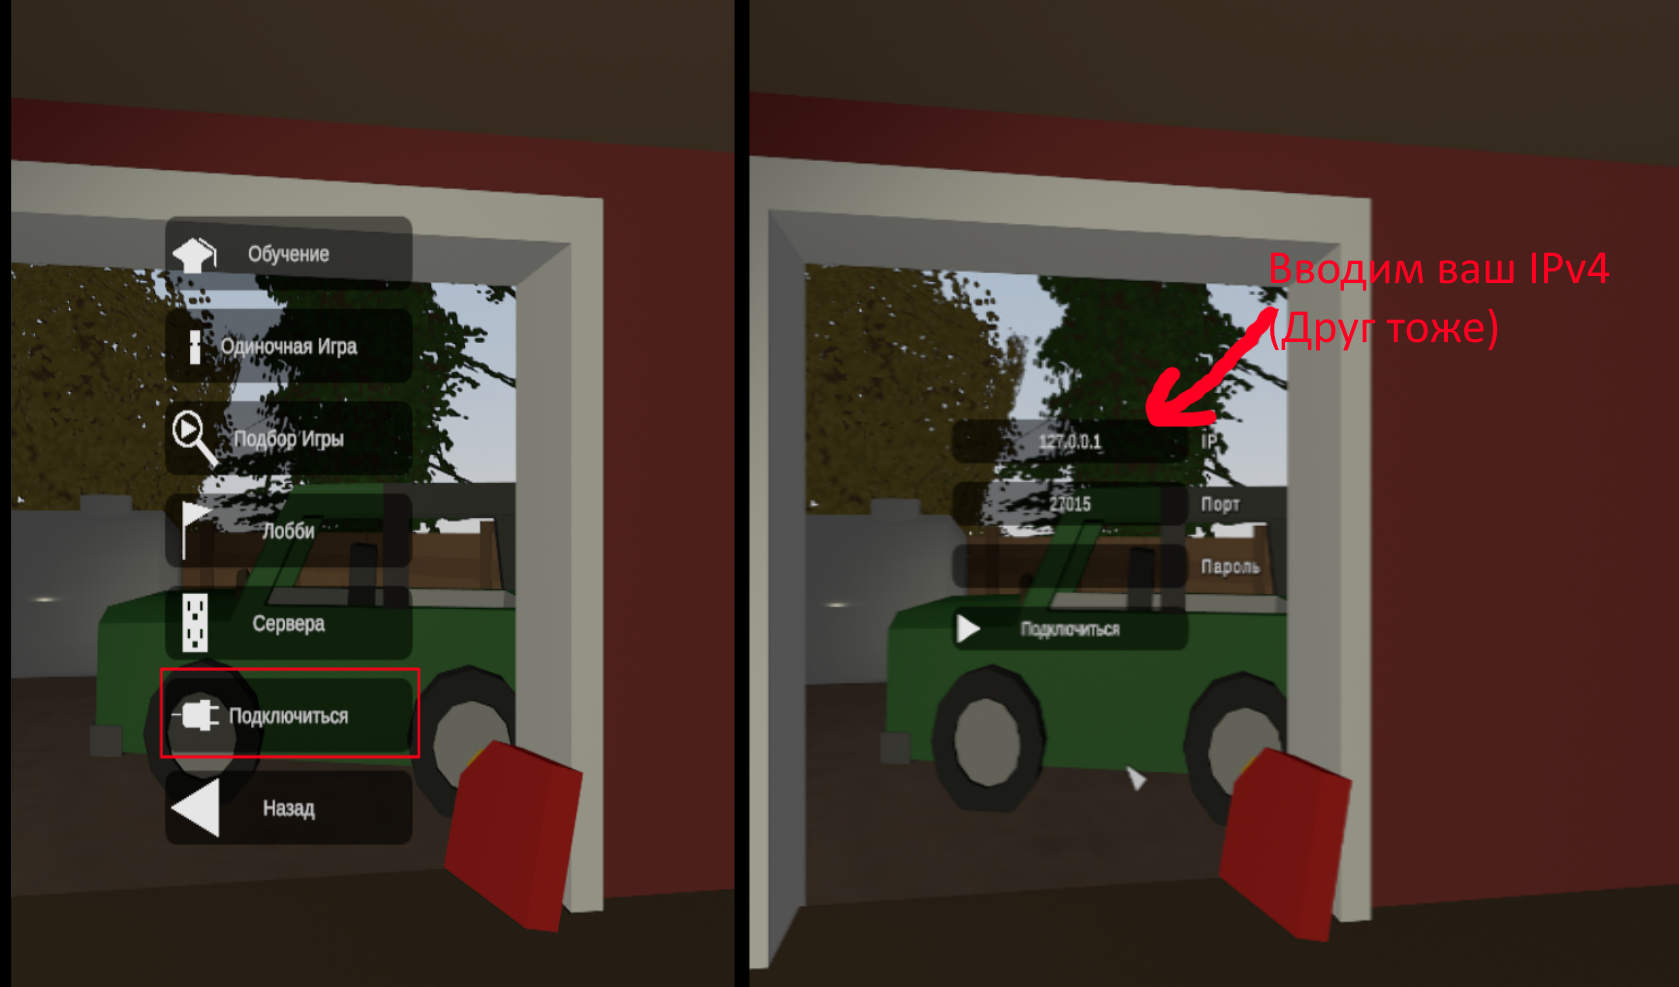 Обучение
Одиночная Игра
Подбор Игры
Лобби
Сервера
Подключиться
Назад
Вводим ваш IPv4
(Друг тоже)
127.0.0.1 IP
27015 Порт
Пароль
Подключиться